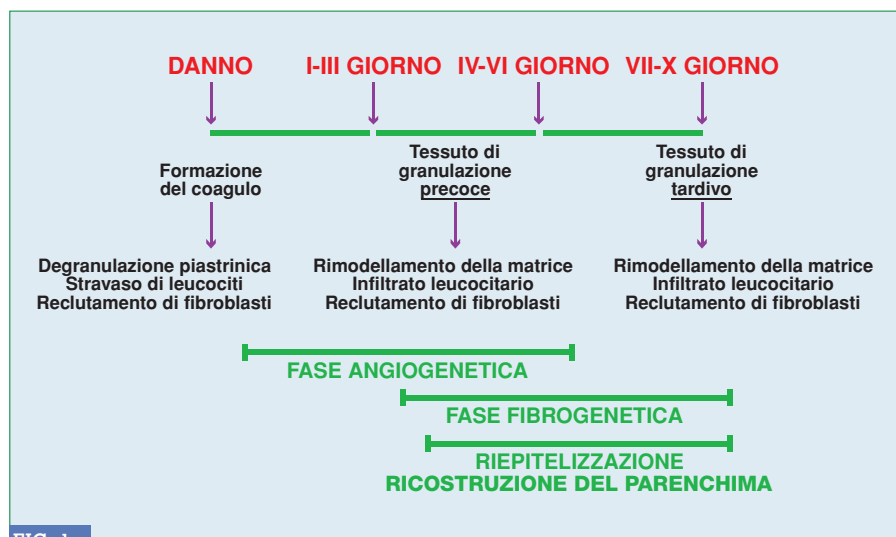 DANNO I-III GIORNO IV-VI GIORNO VII-X GIORNO
Formazione
del coagulo
Tessuto di
granulazione
precoce
Tessuto di
granulazione
tardivo
Degranulazione piastrinica
Stravaso di leucociti
Reclutamento di fibroblasti
Rimodellamento della matrice
Infiltrato leucocitario
Reclutamento di fibroblasti
Rimodellamento della matrice
Infiltrato leucocitario
Reclutamento di fibroblasti
FASE ANGIOGENETICA
FASE FIBROGENETICA
RIEPITELIZZAZIONE
RICOSTRUZIONE DEL PARENCHIMA